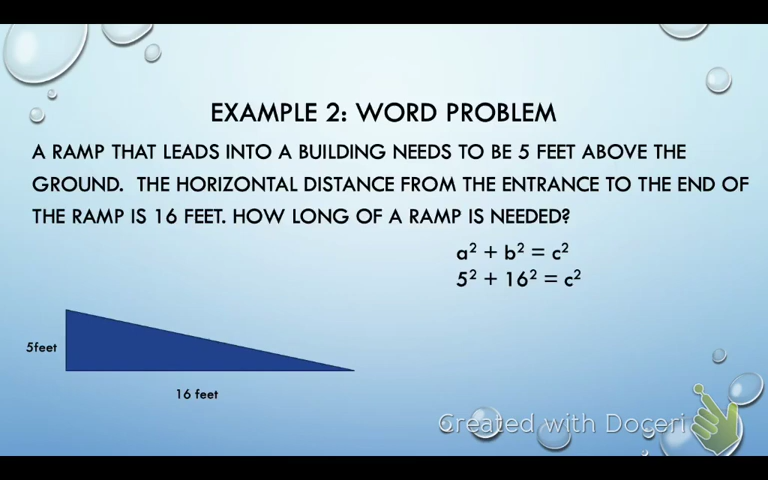 EXAMPLE 2: WORD PROBLEM
A RAMP THAT LEADS INTO A BUILDING NEEDS TO BE 5 FEET ABOVE THE
GROUND. THE HORIZONTAL DISTANCE FROM THE ENTRANCE TO THE END OF
THE RAMP IS 16 FEET. HOW LONG OF A RAMP IS NEEDED?
a² + b² = c²
5² + 16² = c²
5feet
16 feet
Created with Doceri